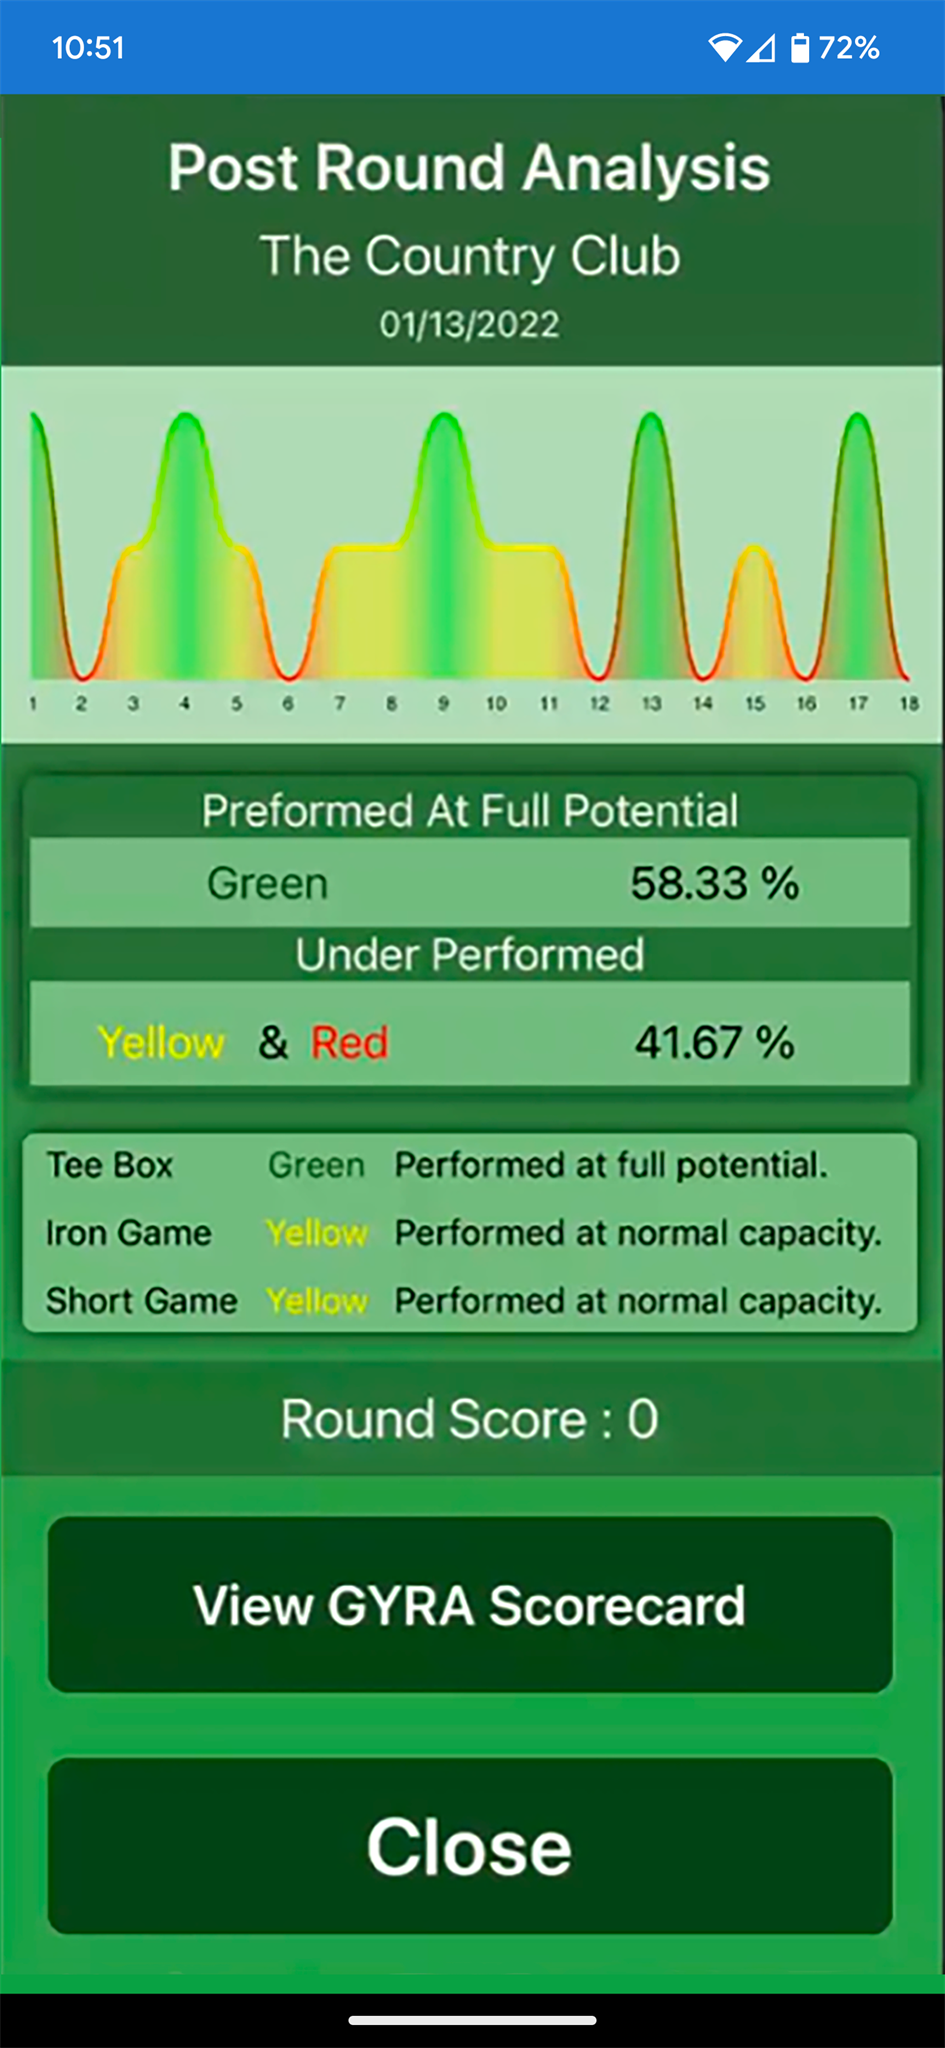 10:51 72%
Post Round Analysis
The Country Club
01/13/2022
1 2 3 4 5 6 7 8 9 10 11 12 13 14 15 16 17 18
Preformed At Full Potential
Green 58.33 %
Under Performed
Yellow & Red 41.67 %
Tee Box Green Performed at full potential.
Iron Game Yellow Performed at normal capacity.
Short Game Yellow Performed at normal capacity.
Round Score : 0
View GYRA Scorecard
Close